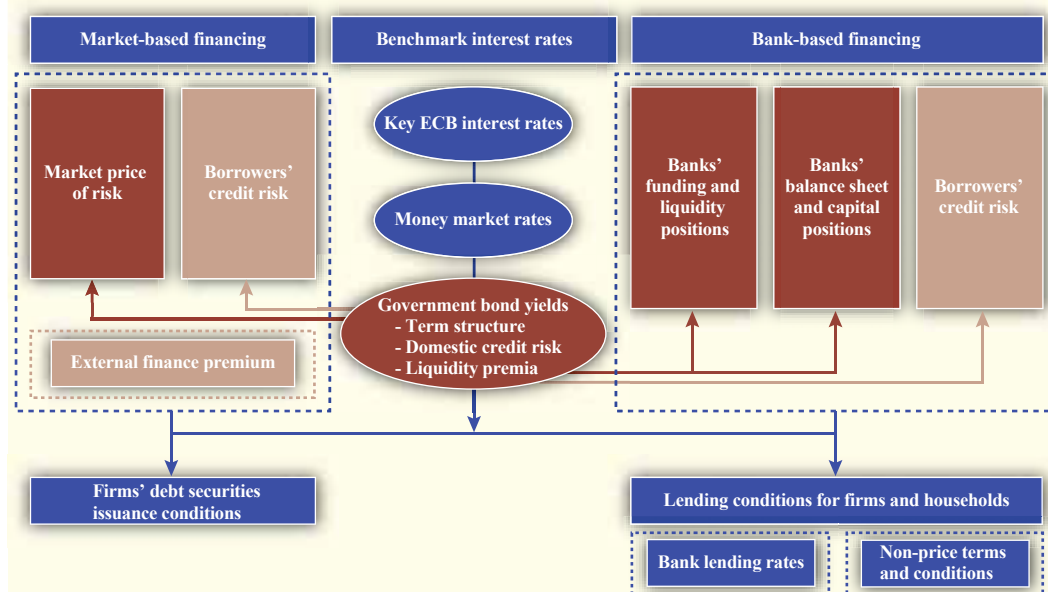 Market-based financing
Benchmark interest rates
Bank-based financing
Market price
of risk
Borrowers’
credit risk
Key ECB interest rates
Money market rates
Government bond yields
- Term structure
- Domestic credit risk
- Liquidity premia
Banks’
funding and
liquidity
positions
Banks’
balance sheet
and capital
positions
Borrowers’
credit risk
External finance premium
Firms’ debt securities
issuance conditions
Lending conditions for firms and households
Bank lending rates
Non-price terms
and conditions